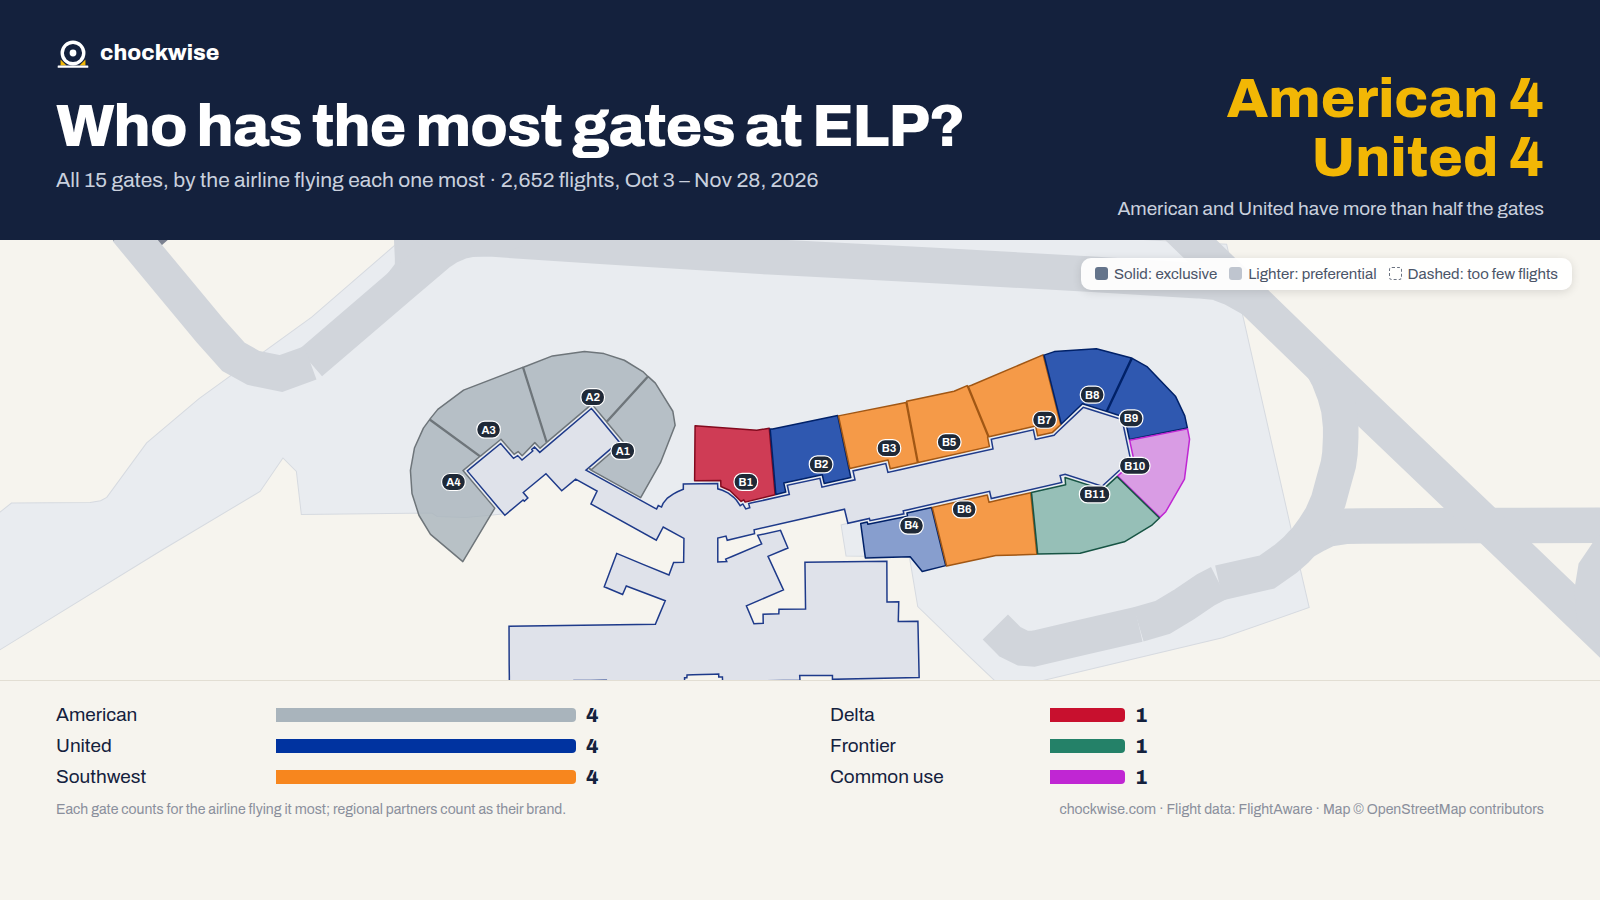 chockwise
Who has the most gates at ELP?
All 15 gates, by the airline flying each one most · 2,652 flights, Oct 3 – Nov 28, 2026
American 4
United 4
American and United have more than half the gates
Solid: exclusive Lighter: preferential Dashed: too few flights
A1
A2
A3
A4
B1
B2
B3
B4
B5
B6
B7
B8
B9
B10
B11
American 4
United 4
Southwest 4
Delta 1
Frontier 1
Common use 1
Each gate counts for the airline flying it most; regional partners count as their brand.
chockwise.com · Flight data: FlightAware · Map © OpenStreetMap contributors